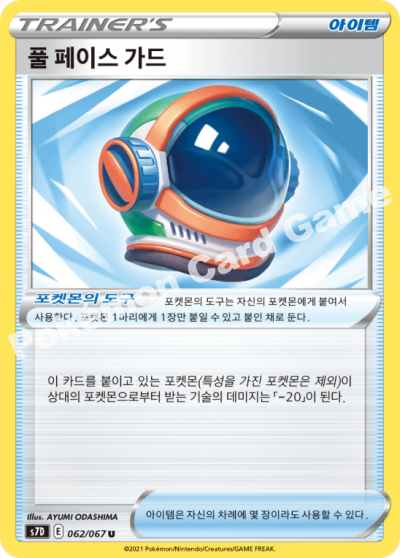 TRAINER'S
아이템
풀 페이스 가드
포켓몬의 도구 포켓몬의 도구는 자신의 포켓몬에게 붙여서
사용한다. 포켓몬 1마리에게 1장만 붙일 수 있고 붙인 채로 둔다.
이 카드를 붙이고 있는 포켓몬(특성을 가진 포켓몬은 제외)이
상대의 포켓몬으로부터 받는 기술의 데미지는 「-20」이 된다.
Illus. AYUMI ODASHIMA
s7D E 062/067 U
아이템은 자신의 차례에 몇 장이라도 사용할 수 있다.
©2021 Pokémon/Nintendo/Creatures/GAME FREAK.
Pokémon Card Game